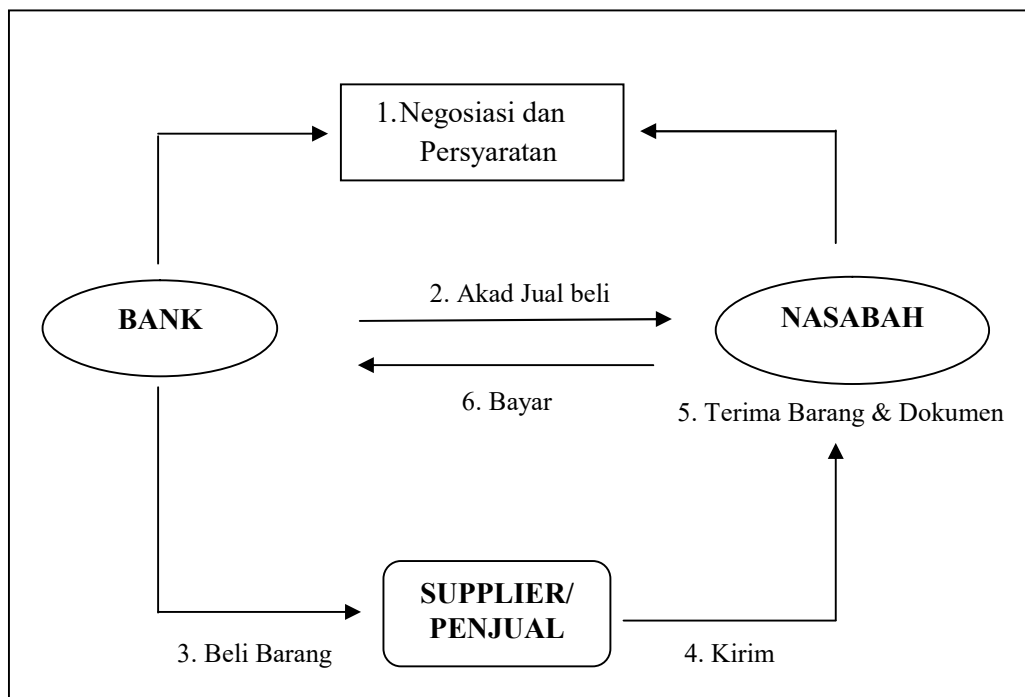 1.Negosiasi dan
Persyaratan
2. Akad Jual beli
BANK
NASABAH
6. Bayar
5. Terima Barang & Dokumen
SUPPLIER/
PENJUAL
3. Beli Barang
4. Kirim